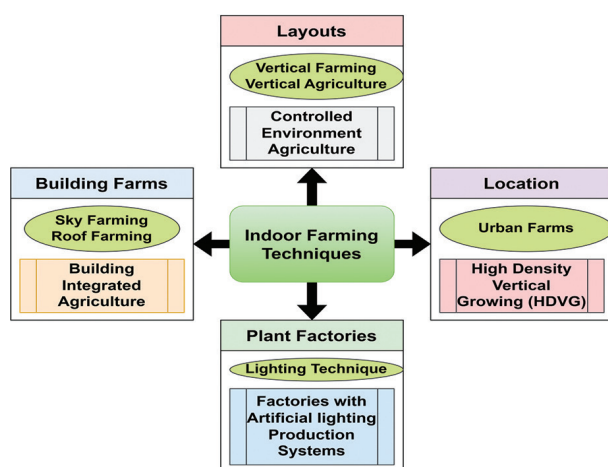 Layouts
Vertical Farming
Vertical Agriculture
Controlled
Environment
Agriculture
Building Farms
Sky Farming
Roof Farming
Building
Integrated
Agriculture
Indoor Farming
Techniques
Location
Urban Farms
High Density
Vertical
Growing (HDVG)
Plant Factories
Lighting Technique
Factories with
Artificial lighting
Production
Systems